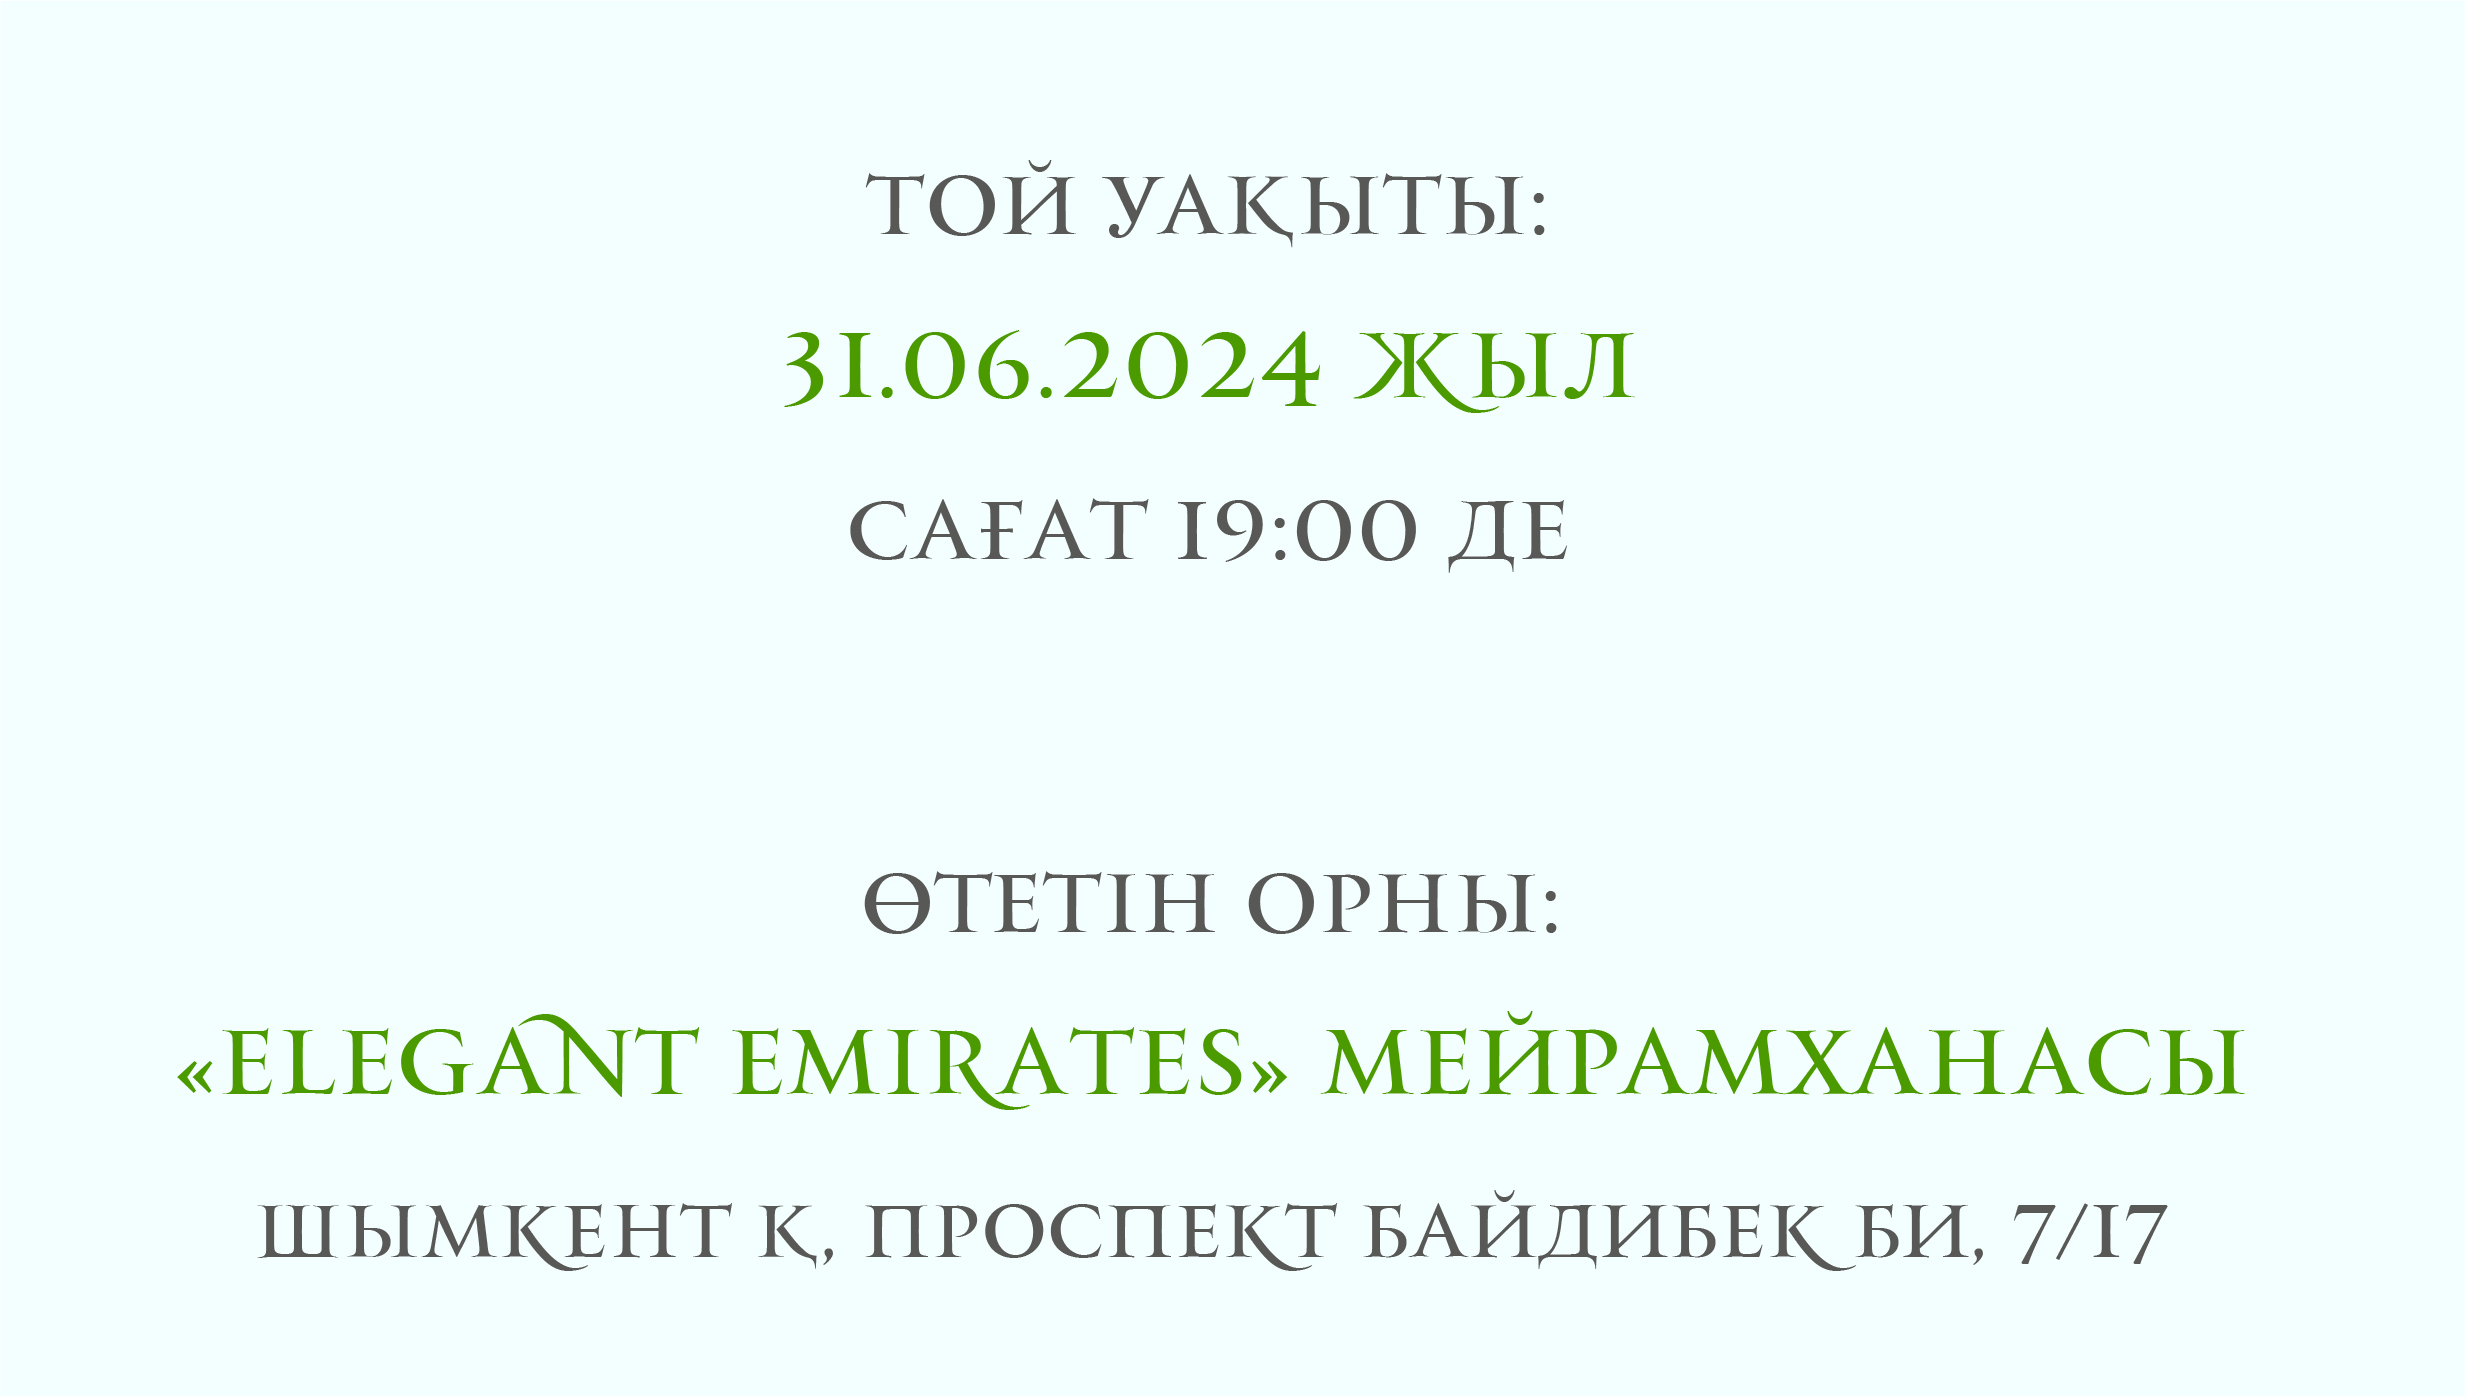 ТОЙ УАҚЫТЫ:
31.06.2024 ЖЫЛ
САҒАТ 19:00 ДЕ
ӨТЕТІН ОРНЫ:
«ELEGANT EMIRATES» МЕЙРАМХАНАСЫ
ШЫМКЕНТ Қ, ПРОСПЕКТ БАЙДИБЕК БИ, 7/17